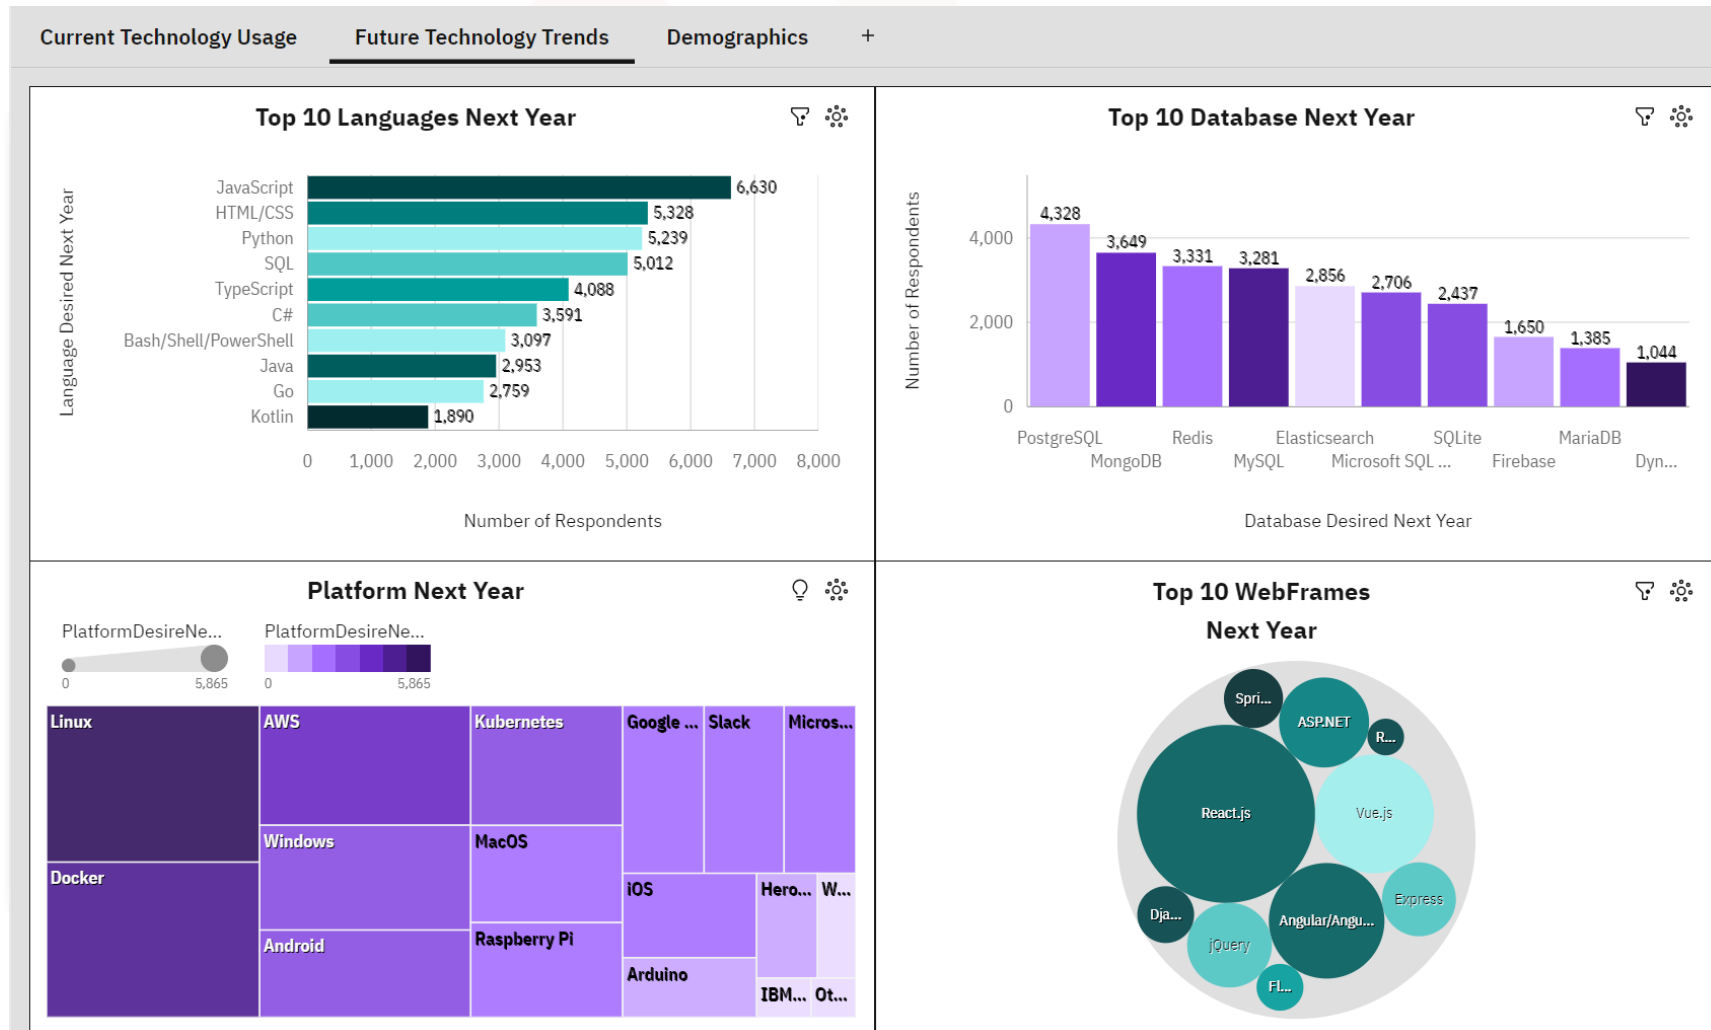 Current Technology Usage Future Technology Trends Demographics +
Top 10 Languages Next Year
Language Desired Next Year
JavaScript 6,630
HTML/CSS 5,328
Python 5,239
SQL 5,012
TypeScript 4,088
C# 3,591
Bash/Shell/PowerShell 3,097
Java 2,953
Go 2,759
Kotlin 1,890
0 1,000 2,000 3,000 4,000 5,000 6,000 7,000 8,000
Number of Respondents
Top 10 Database Next Year
Number of Respondents
4,000
2,000
0
4,328
3,649
3,331
3,281
2,856
2,706
2,437
1,650
1,385
1,044
PostgreSQL Redis Elasticsearch SQLite MariaDB
MongoDB MySQL Microsoft SQL ... Firebase Dyn...
Database Desired Next Year
Platform Next Year
PlatformDesireNe... PlatformDesireNe...
0 5,865 0 5,865
Linux AWS Kubernetes Google ... Slack Micros...
Windows MacOS
Docker iOS Hero... W...
Android Raspberry Pi
Arduino
IBM... Ot...
Top 10 WebFrames
Next Year
Spri...
ASP.NET
R...
React.js Vue.js
Express
Dja... Angular/Angu...
jQuery
Fl...